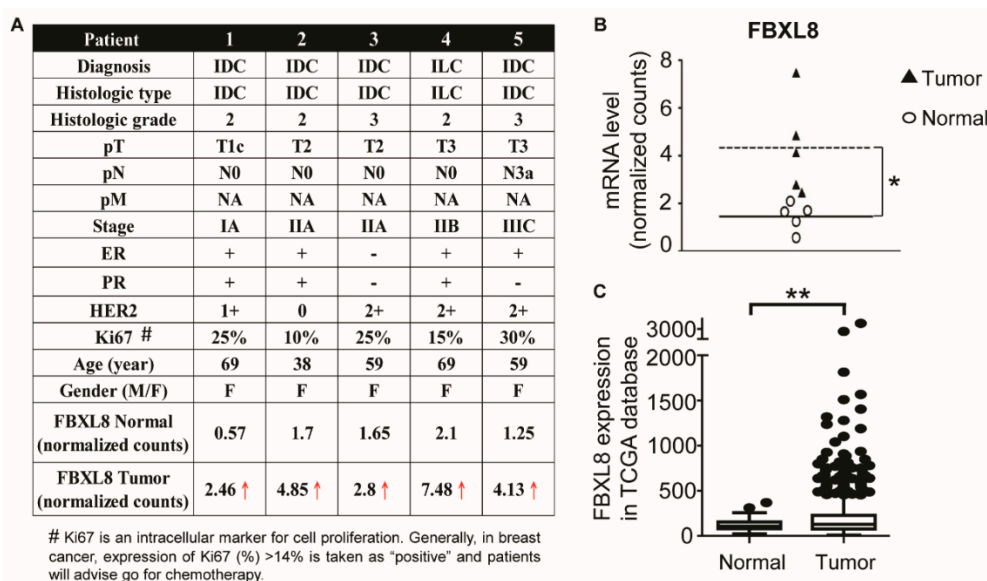 A
Patient 1 2 3 4 5
Diagnosis IDC IDC IDC ILC IDC
Histologic type IDC IDC IDC ILC IDC
Histologic grade 2 2 3 2 3
pT T1c T2 T2 T3 T3
pN N0 N0 N0 N0 N3a
pM NA NA NA NA NA
Stage IA IIA IIA IIB IIIC
ER + + - + +
PR + + - + -
HER2 1+ 0 2+ 2+ 2+
Ki67 # 25% 10% 25% 15% 30%
Age (year) 69 38 59 69 59
Gender (M/F) F F F F F
FBXL8 Normal
(normalized counts) 0.57 1.7 1.65 2.1 1.25
FBXL8 Tumor
(normalized counts) 2.46 ↑ 4.85 ↑ 2.8 ↑ 7.48 ↑ 4.13 ↑
# Ki67 is an intracellular marker for cell proliferation. Generally, in breast
cancer, expression of Ki67 (%) >14% is taken as “positive” and patients
will advise go for chemotherapy.
B
FBXL8
mRNA level
(normalized counts)
8
6
4
2
0
▲ Tumor
○ Normal
*
C
FBXL8 expression
in TCGA database
3000
2000
1500
1000
500
0
**
Normal Tumor